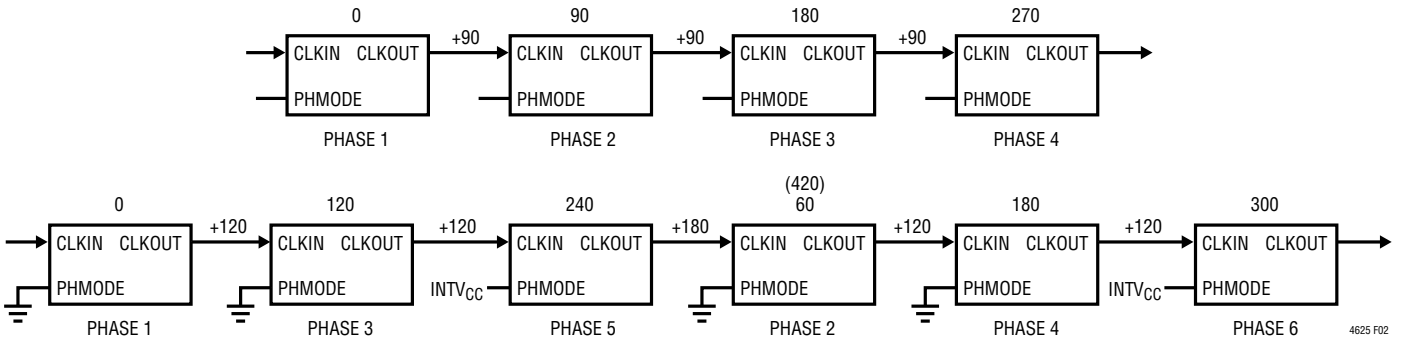 0 90 180 270
+90 +90 +90
CLKIN CLKOUT CLKIN CLKOUT CLKIN CLKOUT CLKIN CLKOUT
PHMODE PHMODE PHMODE PHMODE
PHASE 1 PHASE 2 PHASE 3 PHASE 4
(420)
0 120 240 60 180 300
+120 +120 +180 +120 +120
CLKIN CLKOUT CLKIN CLKOUT CLKIN CLKOUT CLKIN CLKOUT CLKIN CLKOUT CLKIN CLKOUT
PHMODE PHMODE INTVCC PHMODE PHMODE PHMODE INTVCC PHMODE
PHASE 1 PHASE 3 PHASE 5 PHASE 2 PHASE 4 PHASE 6
4625 F02